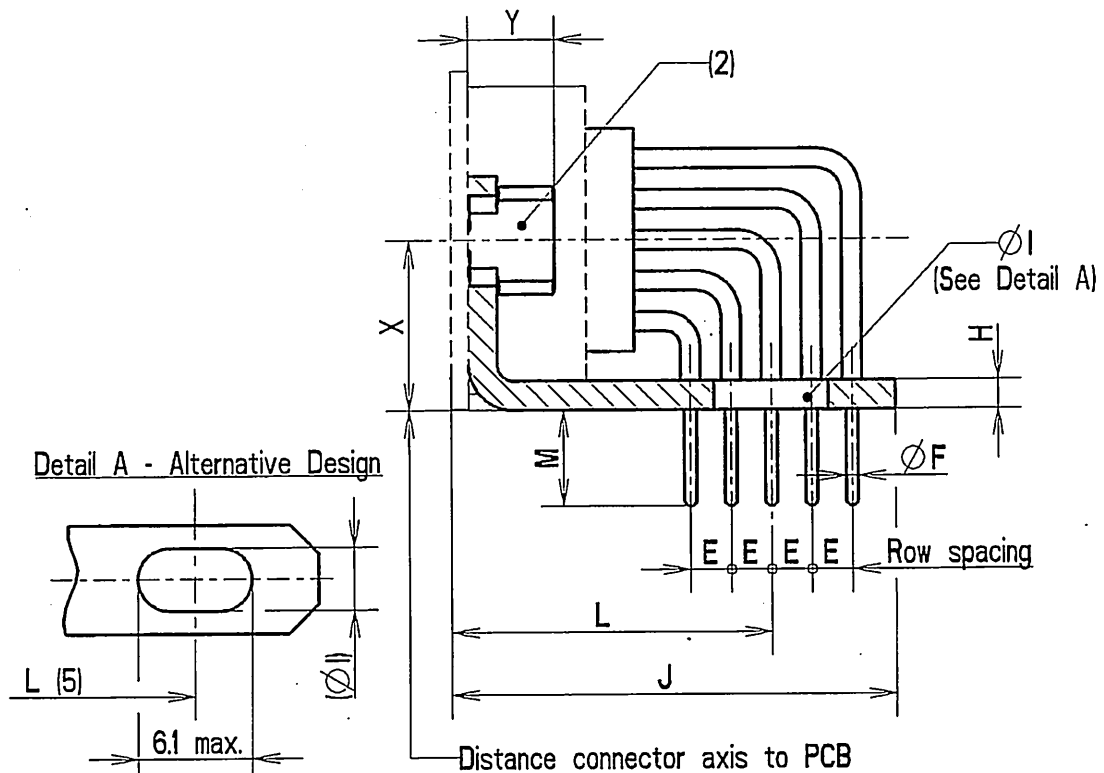 Y
(2)
ØI
(See Detail A)
X
H
M
Detail A - Alternative Design
ØF
E E E E Row spacing
L
(ØI)
L (5)
J
6.1 max.
Distance connector axis to PCB